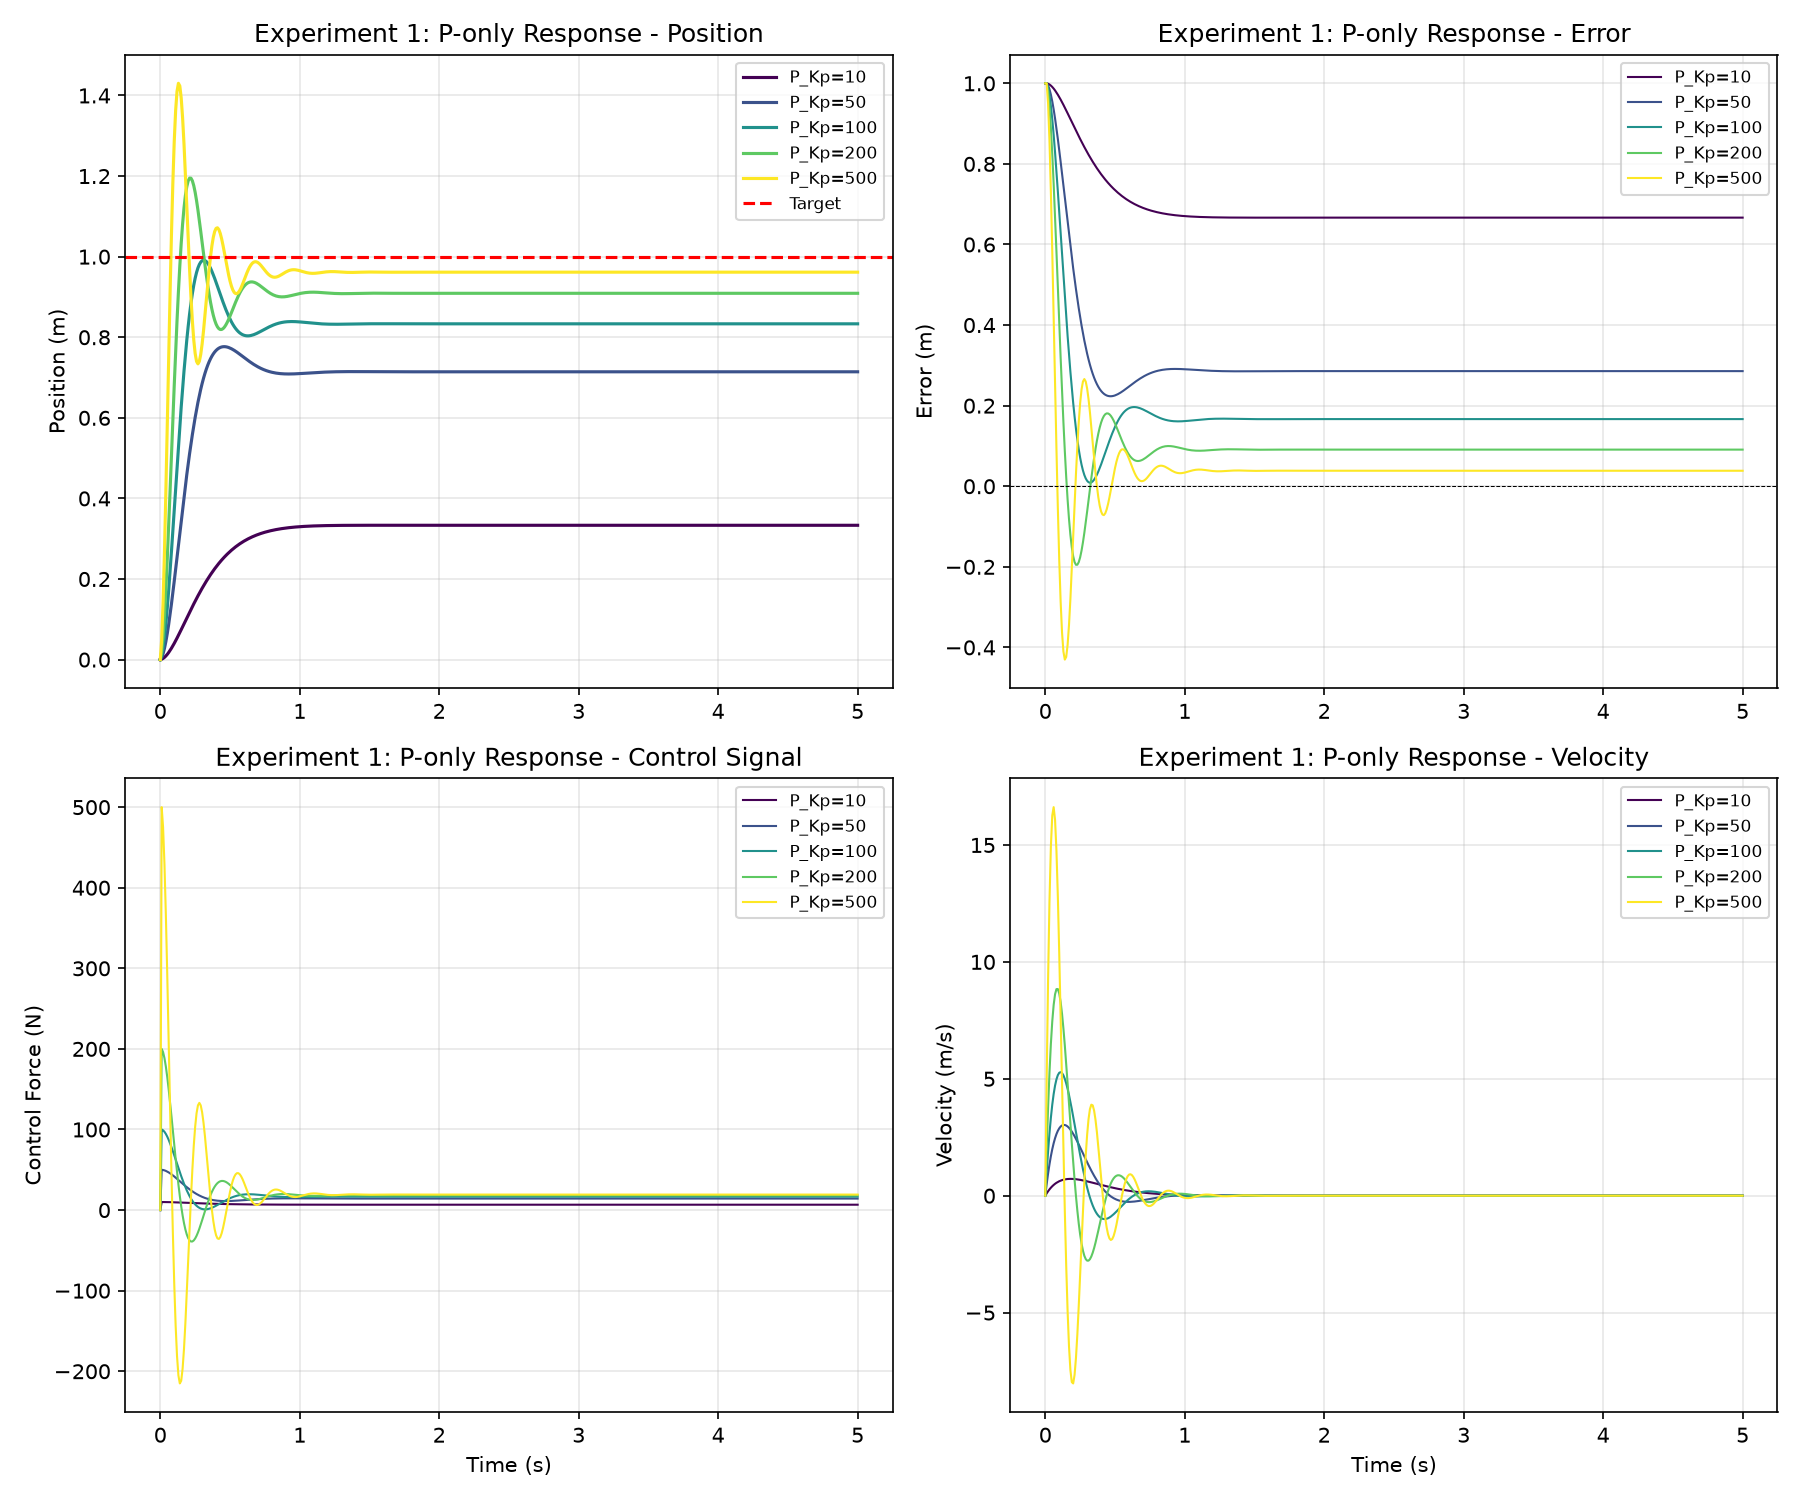 Experiment 1: P-only Response - Position
Position (m)
1.4
1.2
1.0
0.8
0.6
0.4
0.2
0.0
0
1
2
3
4
5
P_Kp=10
P_Kp=50
P_Kp=100
P_Kp=200
P_Kp=500
Target
Experiment 1: P-only Response - Error
Error (m)
1.0
0.8
0.6
0.4
0.2
0.0
−0.2
−0.4
0
1
2
3
4
5
P_Kp=10
P_Kp=50
P_Kp=100
P_Kp=200
P_Kp=500
Experiment 1: P-only Response - Control Signal
Control Force (N)
500
400
300
200
100
0
−100
−200
0
1
2
3
4
5
Time (s)
P_Kp=10
P_Kp=50
P_Kp=100
P_Kp=200
P_Kp=500
Experiment 1: P-only Response - Velocity
Velocity (m/s)
15
10
5
0
−5
0
1
2
3
4
5
Time (s)
P_Kp=10
P_Kp=50
P_Kp=100
P_Kp=200
P_Kp=500